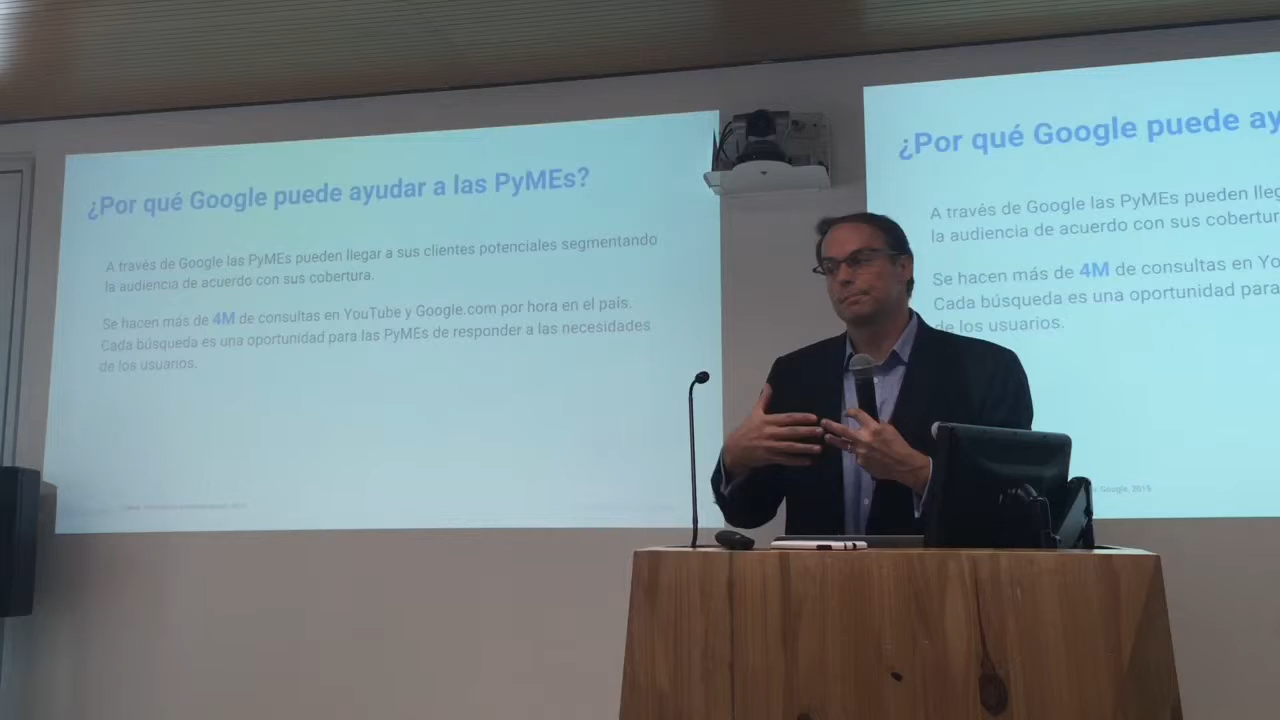 ¿Por qué Google puede ayudar a las PyMEs?
A través de Google las PyMEs pueden llegar a sus clientes potenciales segmentando
la audiencia de acuerdo con sus cobertura.
Se hacen más de 4M de consultas en YouTube y Google.com por hora en el país.
Cada búsqueda es una oportunidad para las PyMEs de responder a las necesidades
de los usuarios.
¿Por qué Google puede ay
A través de Google las PyMEs pueden lleg
la audiencia de acuerdo con sus cobertur
Se hacen más de 4M de consultas en Yo
Cada búsqueda es una oportunidad para
de los usuarios.
Google, 2015